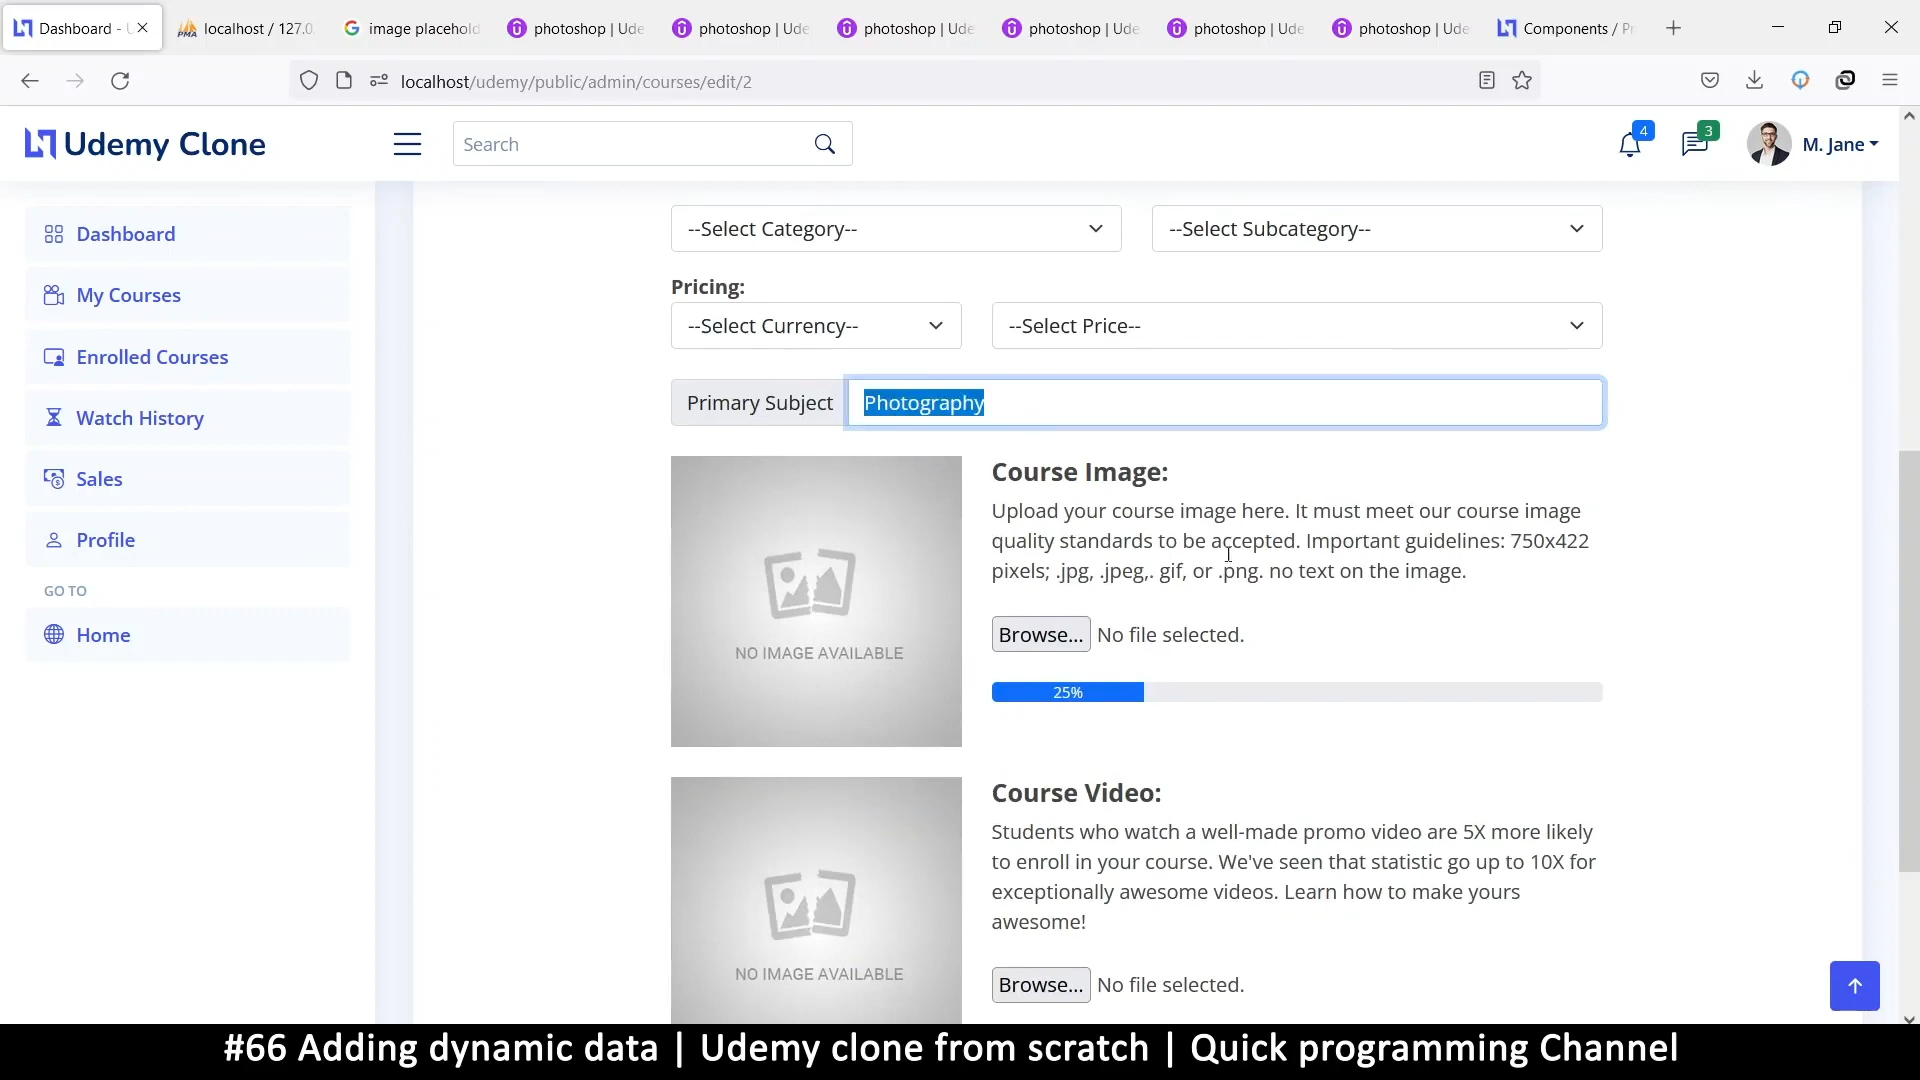 Dashboard - U
localhost / 127.0.
image placehold
photoshop | Ude
photoshop | Ude
photoshop | Ude
photoshop | Ude
photoshop | Ude
photoshop | Ude
Components / Pr
localhost/udemy/public/admin/courses/edit/2
Udemy Clone
Search
4
3
M. Jane
Dashboard
My Courses
Enrolled Courses
Watch History
Sales
Profile
GO TO
Home
--Select Category--
--Select Subcategory--
Pricing:
--Select Currency--
--Select Price--
Primary Subject
Photography
NO IMAGE AVAILABLE
Course Image:
Upload your course image here. It must meet our course image
quality standards to be accepted. Important guidelines: 750x422
pixels; .jpg, .jpeg,. gif, or .png. no text on the image.
Browse... No file selected.
25%
NO IMAGE AVAILABLE
Course Video:
Students who watch a well-made promo video are 5X more likely
to enroll in your course. We've seen that statistic go up to 10X for
exceptionally awesome videos. Learn how to make yours
awesome!
Browse... No file selected.
#66 Adding dynamic data | Udemy clone from scratch | Quick programming Channel